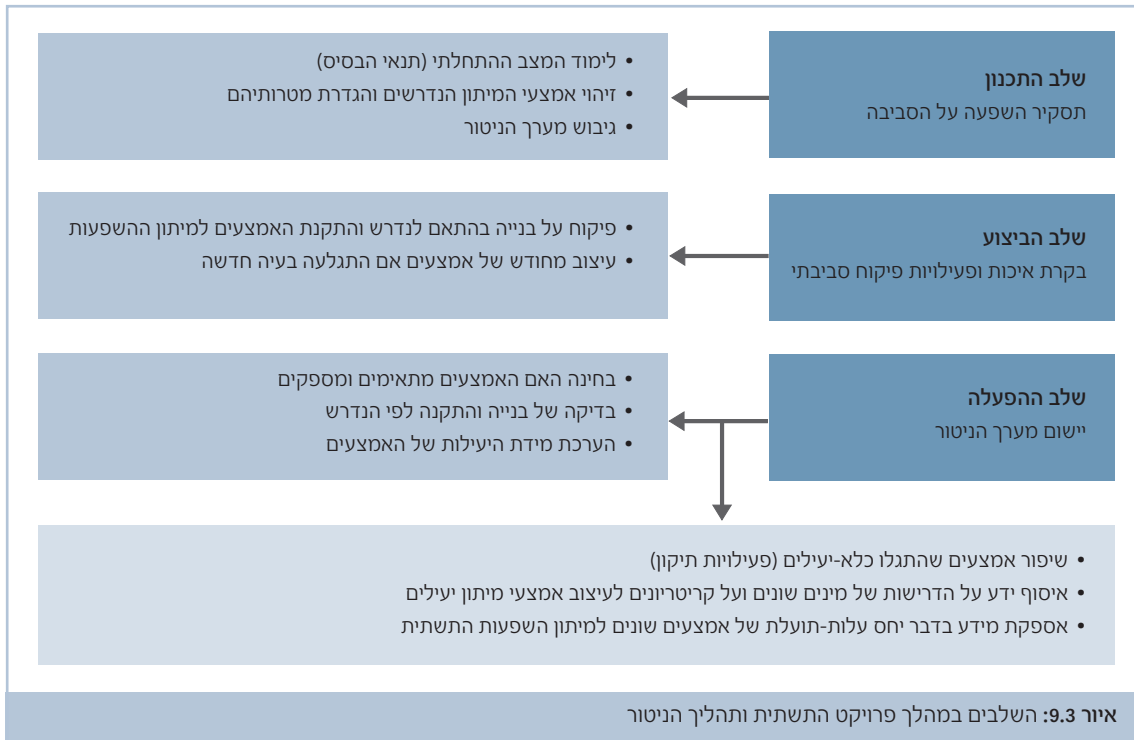 שלב התכנון
תסקיר השפעה על הסביבה
• לימוד המצב ההתחלתי (תנאי הבסיס)
• זיהוי אמצעי המיתון הנדרשים והגדרת מטרותיהם
• גיבוש מערך הניטור
שלב הביצוע
בקרת איכות ופעילויות פיקוח סביבתי
• פיקוח על בנייה בהתאם לנדרש והתקנת האמצעים למיתון ההשפעות
• עיצוב מחודש של אמצעים אם התגלעה בעיה חדשה
שלב ההפעלה
יישום מערך הניטור
• בחינה האם האמצעים מתאימים ומספקים
• בדיקה של בנייה והתקנה לפי הנדרש
• הערכת מידת היעילות של האמצעים
• שיפור אמצעים שהתגלו כלא-יעילים (פעילויות תיקון)
• איסוף ידע על הדרישות של מינים שונים ועל קריטריונים לעיצוב אמצעי מיתון יעילים
• אספקת מידע בדבר יחס עלות-תועלת של אמצעים שונים למיתון השפעות התשתית
איור 9.3: השלבים במהלך פרויקט התשתית ותהליך הניטור